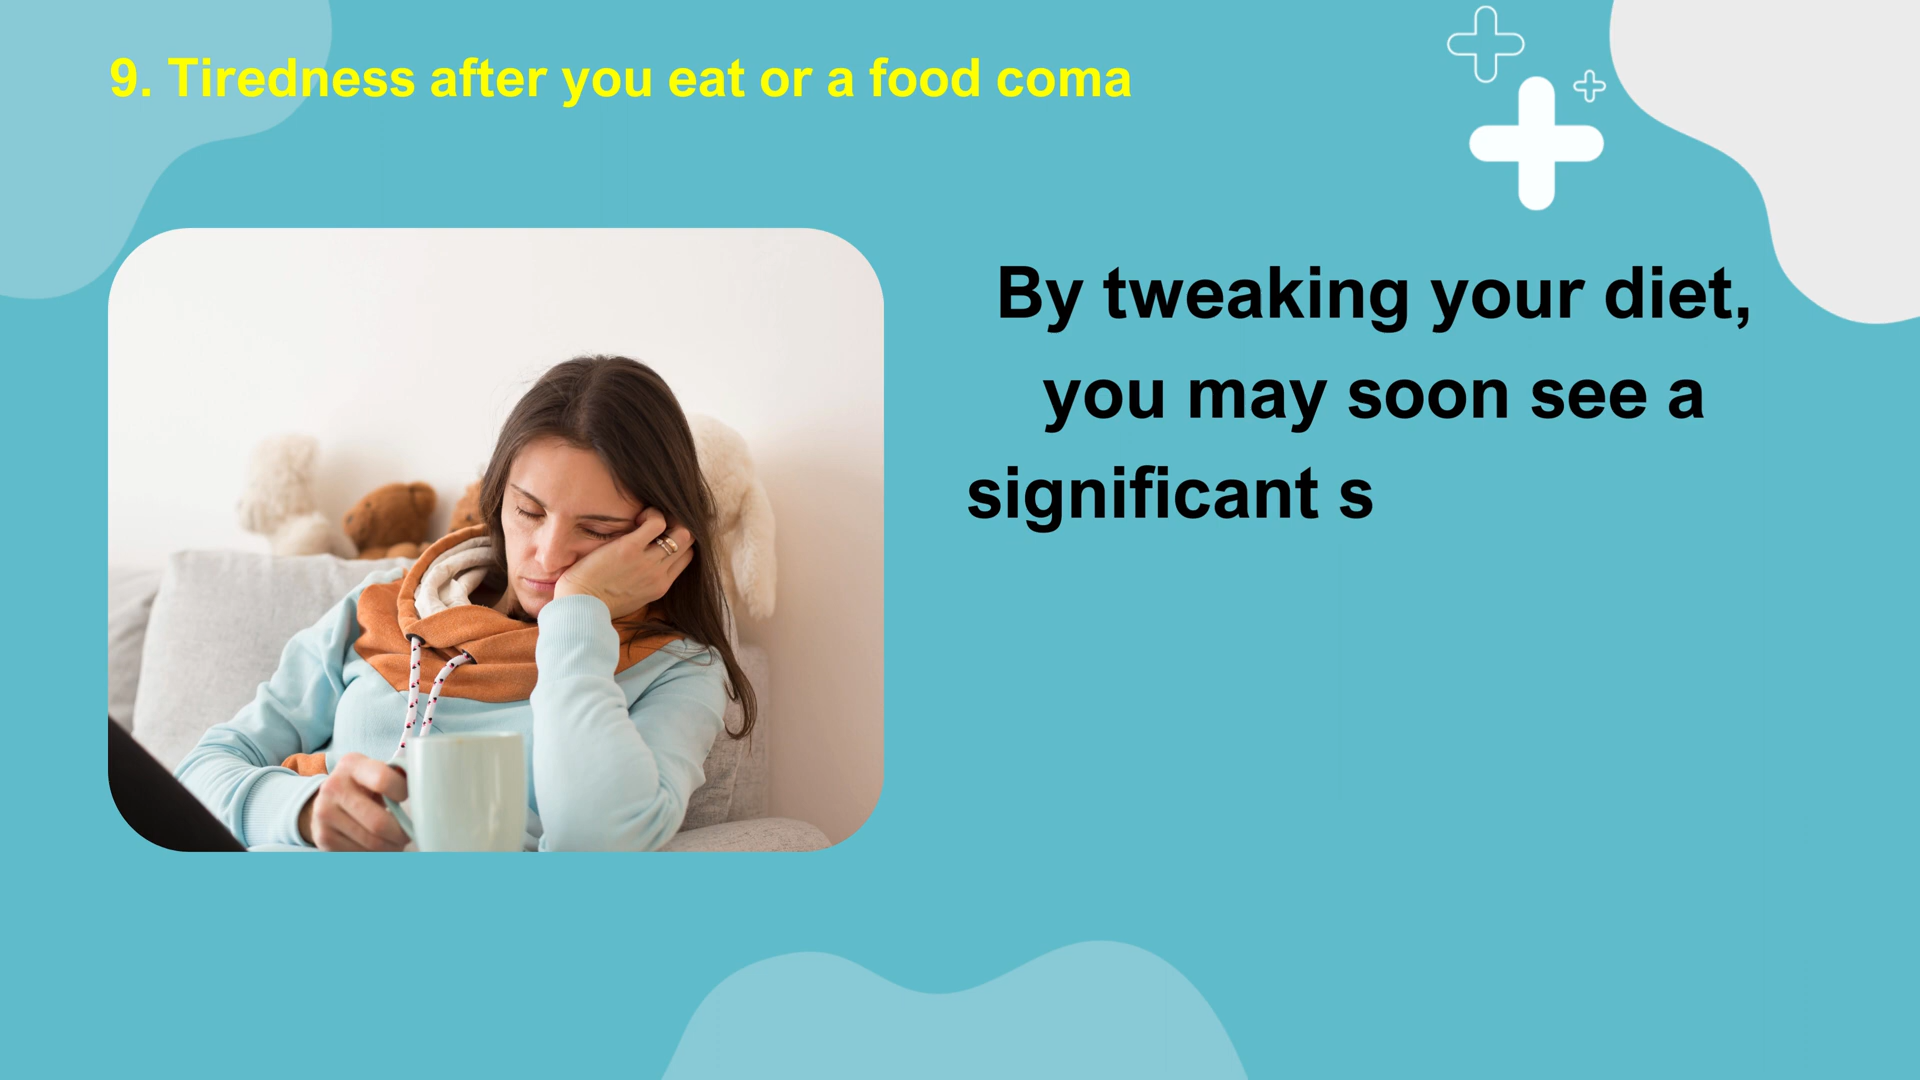 9. Tiredness after you eat or a food coma
By tweaking your diet,
you may soon see a
significant s